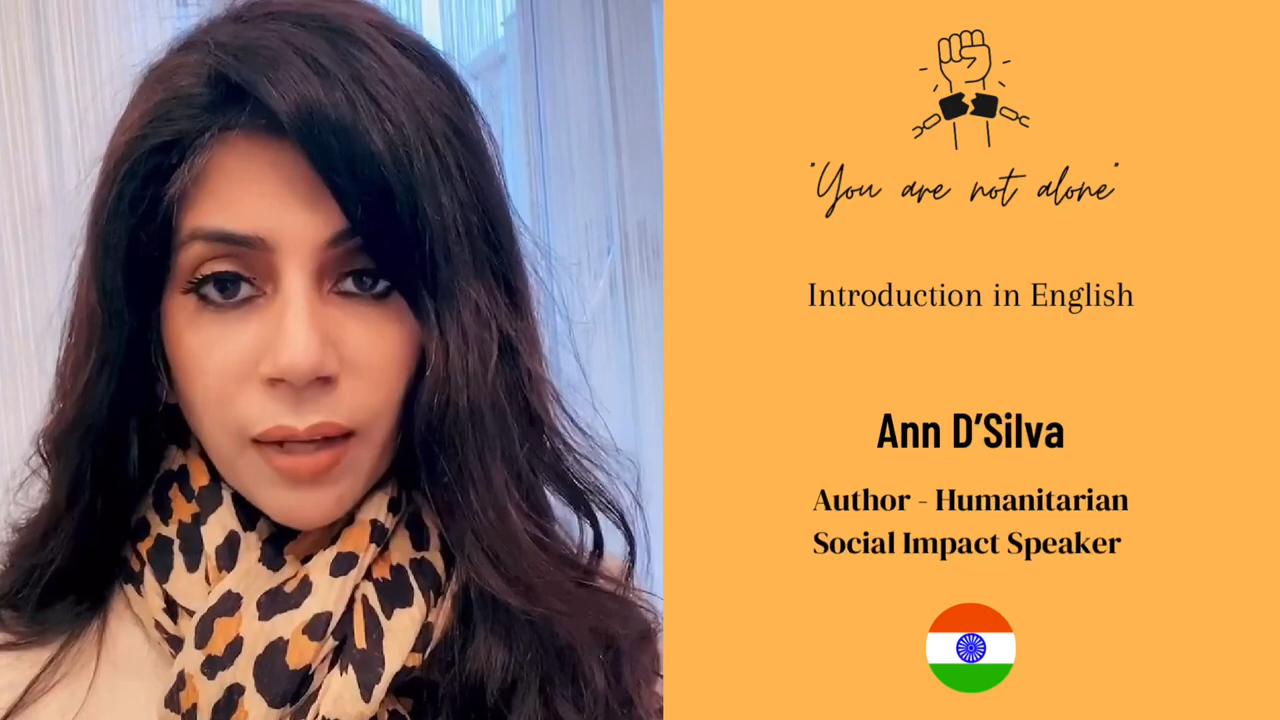 "You are not alone"
Introduction in English
Ann D'Silva
Author - Humanitarian
Social Impact Speaker